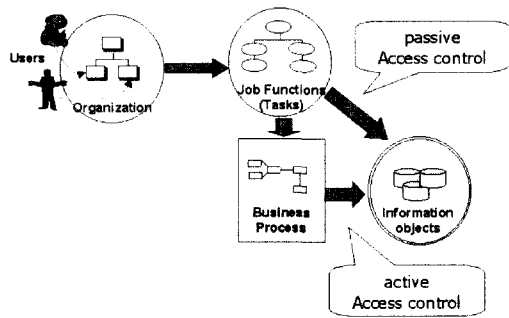 Users
Organization
Job Functions
(Tasks)
passive
Access control
Business
Process
Information
objects
active
Access control